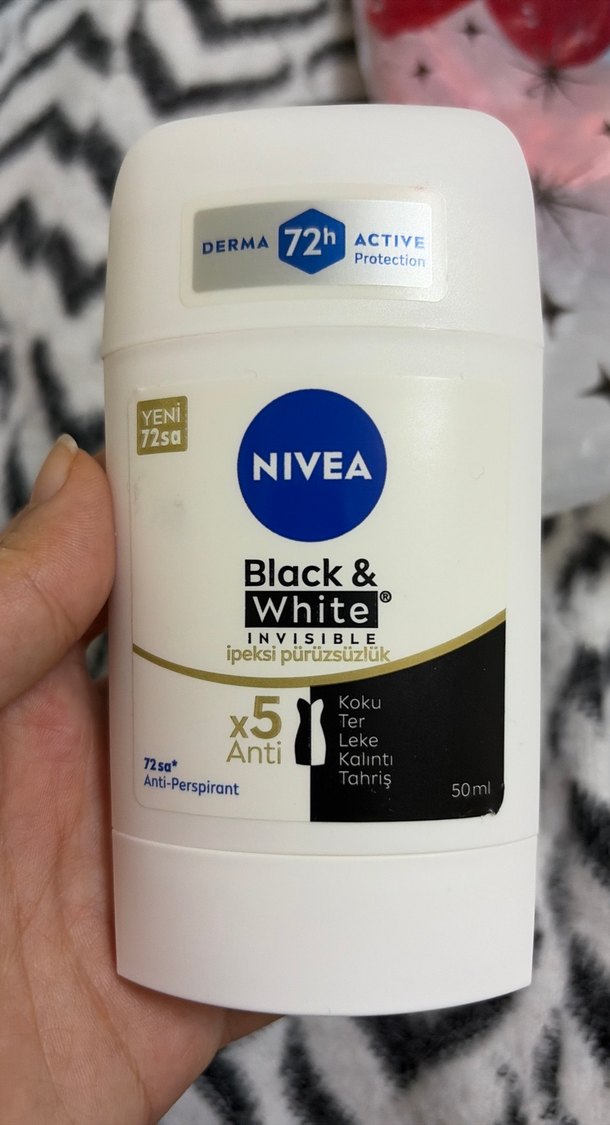 DERMA 72h ACTIVE
Protection
YENİ
72sa
NIVEA
Black &
White®
INVISIBLE
ipeksi pürüzsüzlük
x5
Anti
Koku
Ter
Leke
Kalıntı
Tahriş
72sa*
Anti-Perspirant
50ml